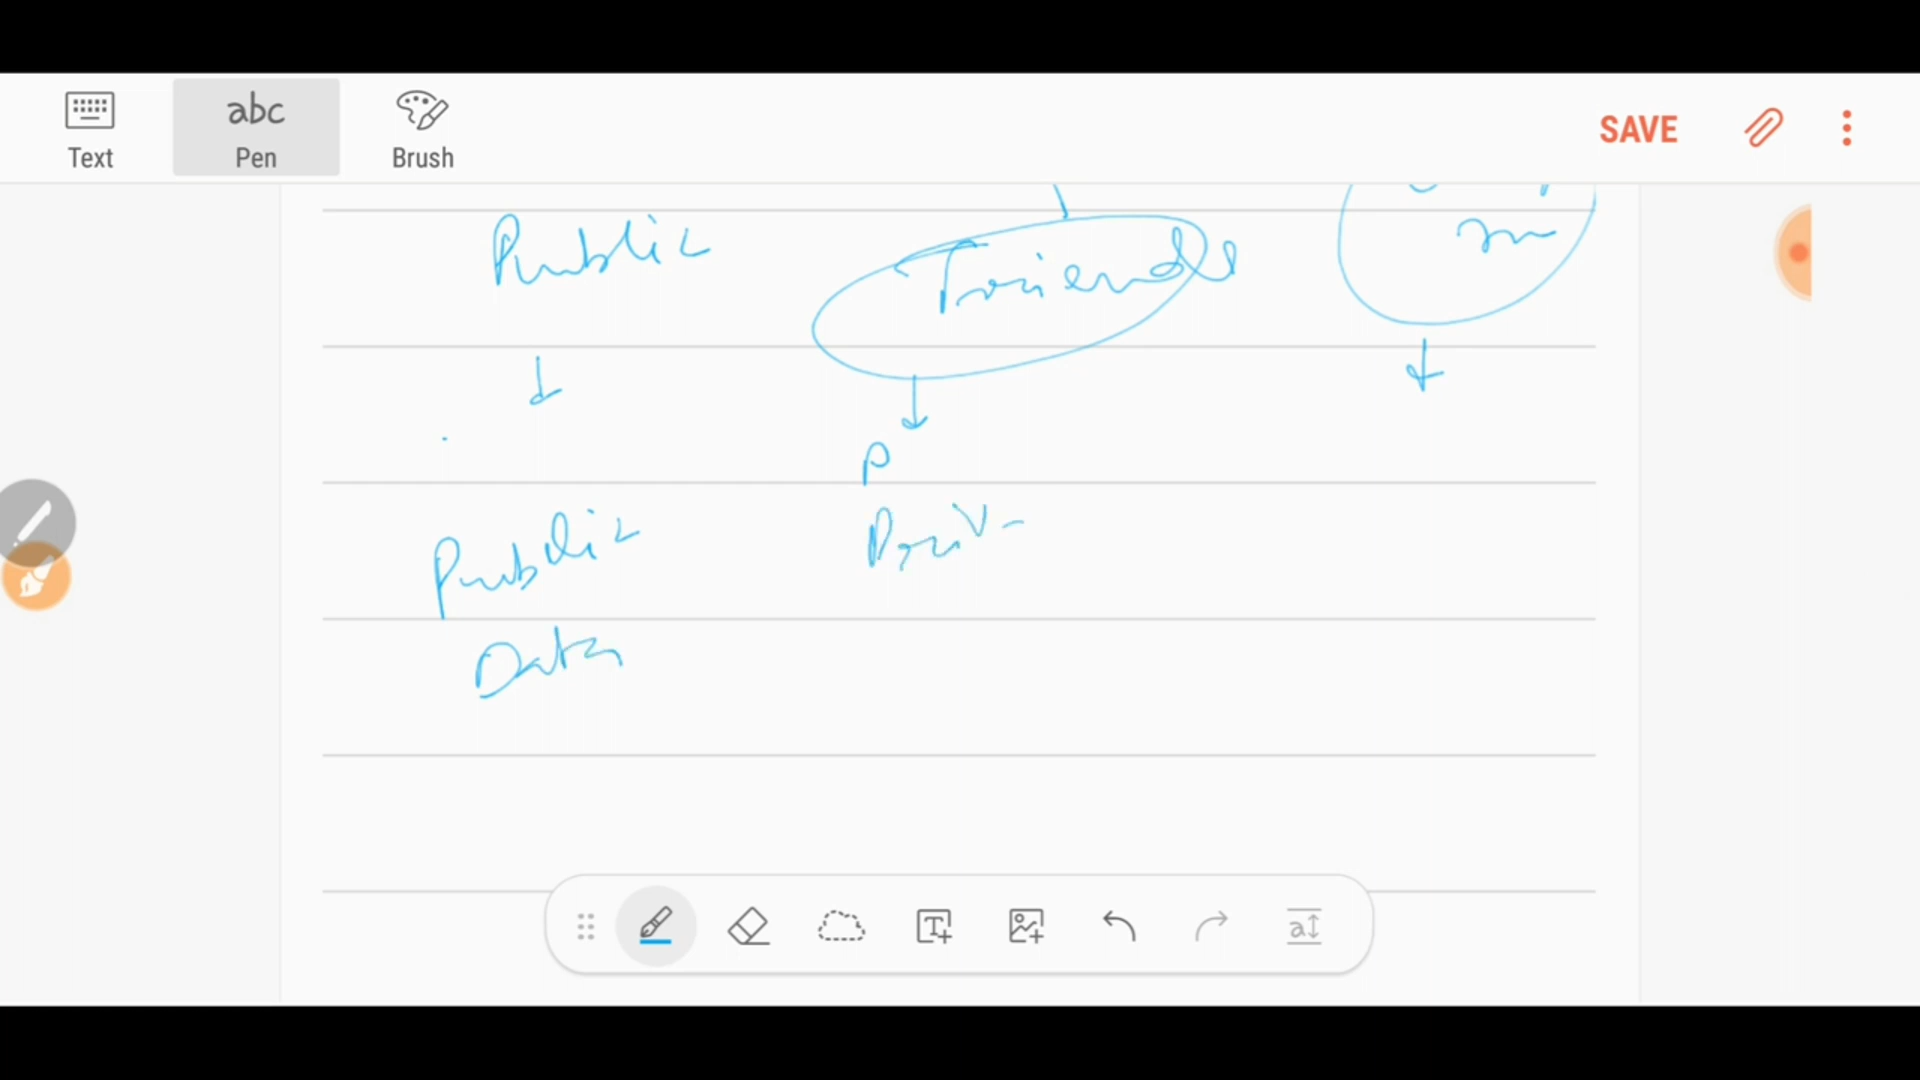 abc
Text Pen Brush SAVE
Public Friends
P
Priv-
Public
Data